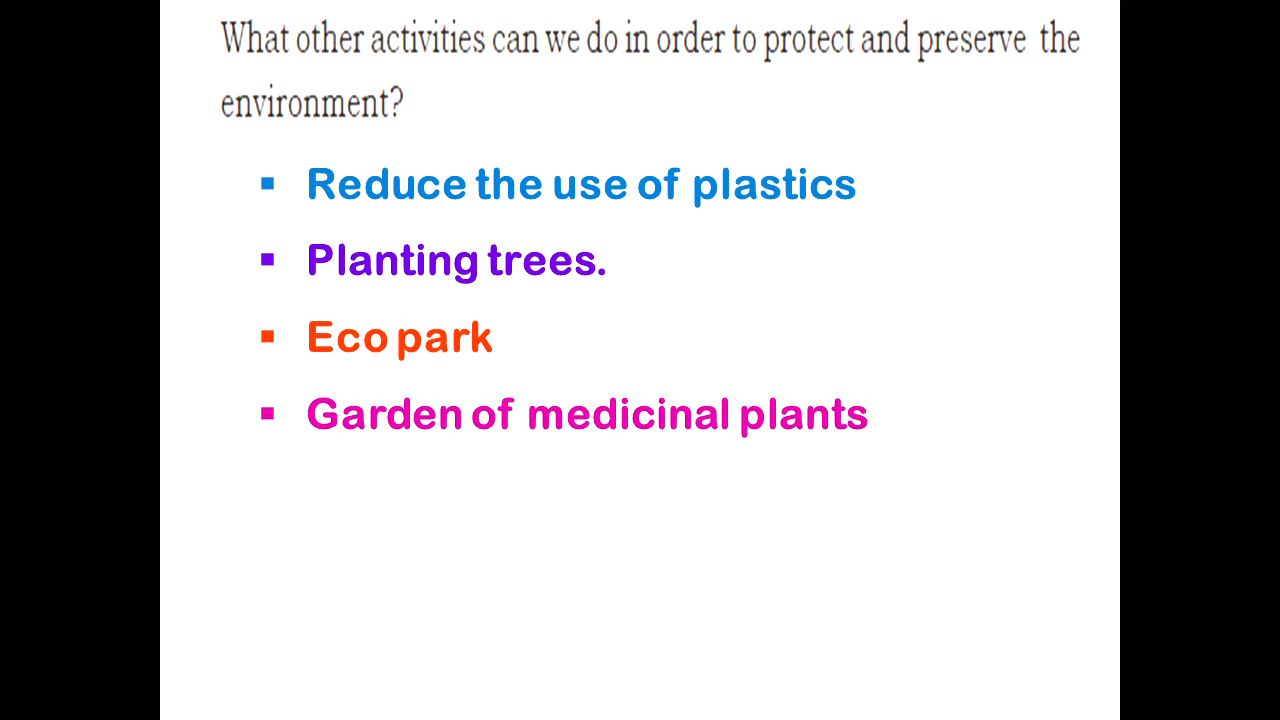 What other activities can we do in order to protect and preserve the
environment?
▪ Reduce the use of plastics
▪ Planting trees.
▪ Eco park
▪ Garden of medicinal plants